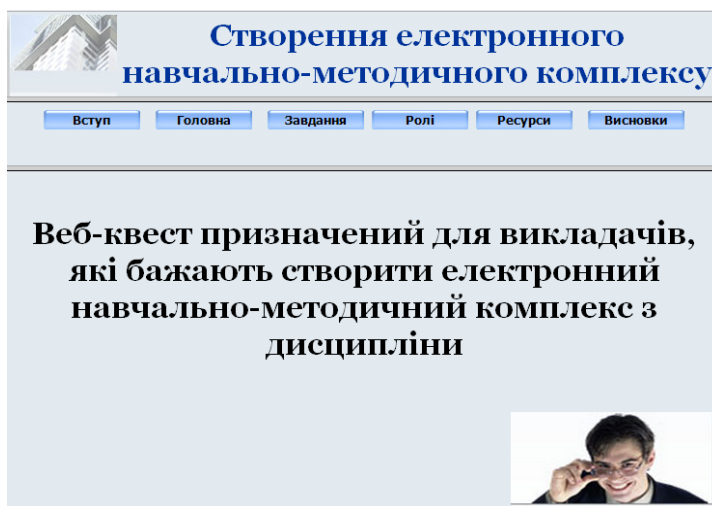 Створення електронного
навчально-методичного комплексу
Вступ Головна Завдання Ролі Ресурси Висновки
Веб-квест призначений для викладачів,
які бажають створити електронний
навчально-методичний комплекс з
дисципліни